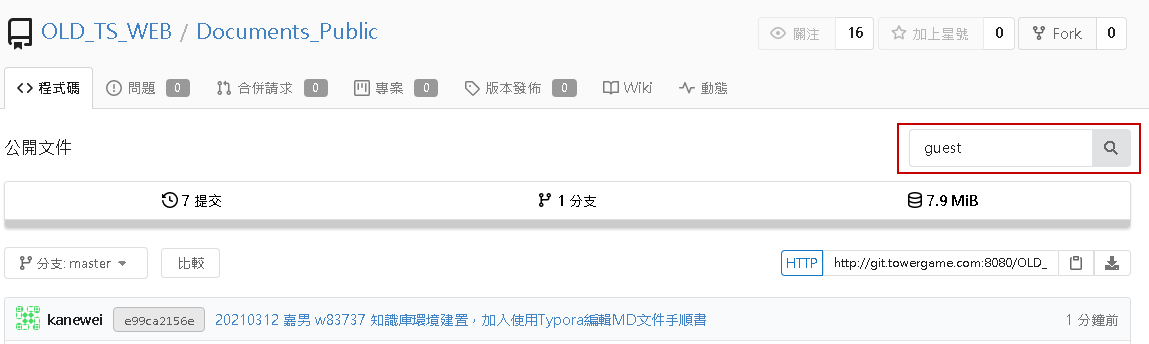 OLD_TS_WEB / Documents_Public
關注 16 加上星號 0 Fork 0
程式碼 問題 0 合併請求 0 專案 0 版本發佈 0 Wiki 動態
公開文件 guest
7 提交 1 分支 7.9 MiB
分支: master 比較 HTTP http://git.towergame.com:8080/OLD_
kanewei e99ca2156e 20210312 嘉男 w83737 知識庫環境建置，加入使用Typora編輯MD文件手順書 1 分鐘前